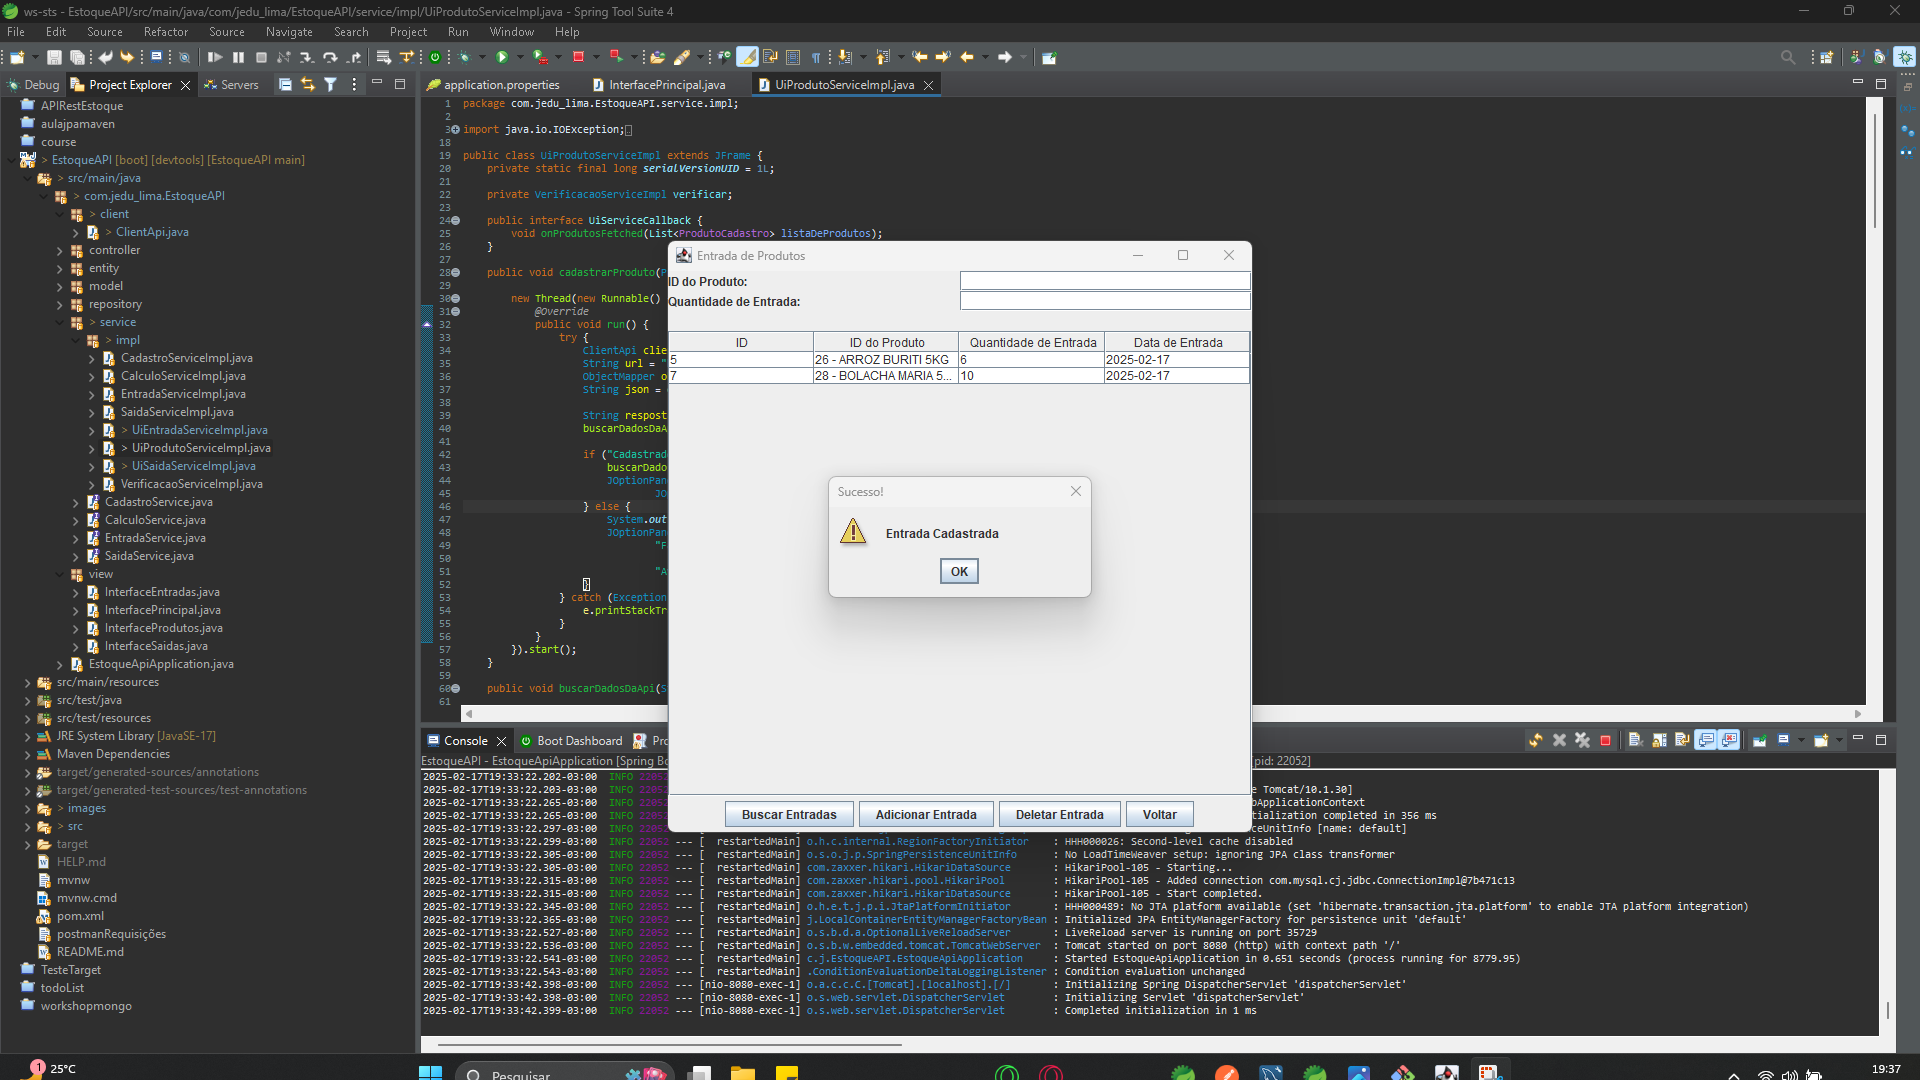 ws-sts - EstoqueAPI/src/main/java/com/jedu_lima/EstoqueAPI/service/impl/UiProdutoServiceImpl.java - Spring Tool Suite 4
File Edit Source Refactor Source Navigate Search Project Run Window Help
Debug Project Explorer Servers
application.properties InterfacePrincipal.java UiProdutoServiceImpl.java
APIRestEstoque
aulajpamaven
course
> EstoqueAPI [boot] [devtools] [EstoqueAPI main]
> src/main/java
> com.jedu_lima.EstoqueAPI
> client
> ClientApi.java
controller
entity
model
repository
> service
> impl
CadastroServiceImpl.java
CalculoServiceImpl.java
EntradaServiceImpl.java
SaidaServiceImpl.java
> UiEntradaServiceImpl.java
> UiProdutoServiceImpl.java
> UiSaidaServiceImpl.java
VerificacaoServiceImpl.java
CadastroService.java
CalculoService.java
EntradaService.java
SaidaService.java
view
InterfaceEntradas.java
InterfacePrincipal.java
InterfaceProdutos.java
InterfaceSaidas.java
EstoqueApiApplication.java
src/main/resources
src/test/java
src/test/resources
JRE System Library [JavaSE-17]
Maven Dependencies
target/generated-sources/annotations
target/generated-test-sources/test-annotations
> images
> src
target
HELP.md
mvnw
mvnw.cmd
pom.xml
postmanRequisições
README.md
TesteTarget
todoList
workshopmongo
1 package com.jedu_lima.EstoqueAPI.service.impl;
2
3 import java.io.IOException;
18
19 public class UiProdutoServiceImpl extends JFrame {
20 private static final long serialVersionUID = 1L;
21
22 private VerificacaoServiceImpl verificar;
23
24 public interface UiServiceCallback {
25 void onProdutosFetched(List<ProdutoCadastro> listaDeProdutos);
26 }
27
28 public void cadastrarProduto(P
29
30 new Thread(new Runnable()
31 @Override
32 public void run() {
33 try {
34 ClientApi clie
35 String url = "
36 ObjectMapper o
37 String json =
38
39 String respost
40 buscarDadosDaA
41
42 if ("Cadastrad
43 buscarDado
44 JOptionPan
45 JO
46 } else {
47 System.out
48 JOptionPan
49 "F
50
51 "A
52 }
53 } catch (Exception
54 e.printStackTr
55 }
56 }
57 }).start();
58 }
59
60 public void buscarDadosDaApi(S
61
Entrada de Produtos
ID do Produto:
Quantidade de Entrada:
ID ID do Produto Quantidade de Entrada Data de Entrada
5 26 - ARROZ BURITI 5KG 6 2025-02-17
7 28 - BOLACHA MARIA 5... 10 2025-02-17
Sucesso!
Entrada Cadastrada
OK
Buscar Entradas Adicionar Entrada Deletar Entrada Voltar
Console Boot Dashboard Pr
EstoqueAPI - EstoqueApiApplication [Spring Bo pid: 22052]
2025-02-17T19:33:22.202-03:00 INFO 22052
2025-02-17T19:33:22.203-03:00 INFO 22052 e Tomcat/10.1.30]
2025-02-17T19:33:22.265-03:00 INFO 22052 bApplicationContext
2025-02-17T19:33:22.265-03:00 INFO 22052 tialization completed in 356 ms
2025-02-17T19:33:22.297-03:00 INFO 22052 ceUnitInfo [name: default]
2025-02-17T19:33:22.299-03:00 INFO 22052 --- [ restartedMain] o.h.c.internal.RegionFactoryInitiator : HHH000026: Second-level cache disabled
2025-02-17T19:33:22.305-03:00 INFO 22052 --- [ restartedMain] o.s.o.j.p.SpringPersistenceUnitInfo : No LoadTimeWeaver setup: ignoring JPA class transformer
2025-02-17T19:33:22.305-03:00 INFO 22052 --- [ restartedMain] com.zaxxer.hikari.HikariDataSource : HikariPool-105 - Starting...
2025-02-17T19:33:22.315-03:00 INFO 22052 --- [ restartedMain] com.zaxxer.hikari.pool.HikariPool : HikariPool-105 - Added connection com.mysql.cj.jdbc.ConnectionImpl@7b471c13
2025-02-17T19:33:22.315-03:00 INFO 22052 --- [ restartedMain] com.zaxxer.hikari.HikariDataSource : HikariPool-105 - Start completed.
2025-02-17T19:33:22.345-03:00 INFO 22052 --- [ restartedMain] o.h.e.t.j.p.i.JtaPlatformInitiator : HHH000489: No JTA platform available (set 'hibernate.transaction.jta.platform' to enable JTA platform integration)
2025-02-17T19:33:22.365-03:00 INFO 22052 --- [ restartedMain] j.LocalContainerEntityManagerFactoryBean : Initialized JPA EntityManagerFactory for persistence unit 'default'
2025-02-17T19:33:22.527-03:00 INFO 22052 --- [ restartedMain] o.s.b.d.a.OptionalLiveReloadServer : LiveReload server is running on port 35729
2025-02-17T19:33:22.536-03:00 INFO 22052 --- [ restartedMain] o.s.b.w.embedded.tomcat.TomcatWebServer : Tomcat started on port 8080 (http) with context path '/'
2025-02-17T19:33:22.541-03:00 INFO 22052 --- [ restartedMain] c.j.EstoqueAPI.EstoqueApiApplication : Started EstoqueApiApplication in 0.651 seconds (process running for 8779.95)
2025-02-17T19:33:22.543-03:00 INFO 22052 --- [ restartedMain] .ConditionEvaluationDeltaLoggingListener : Condition evaluation unchanged
2025-02-17T19:33:42.398-03:00 INFO 22052 --- [nio-8080-exec-1] o.a.c.c.C.[Tomcat].[localhost].[/] : Initializing Spring DispatcherServlet 'dispatcherServlet'
2025-02-17T19:33:42.398-03:00 INFO 22052 --- [nio-8080-exec-1] o.s.web.servlet.DispatcherServlet : Initializing Servlet 'dispatcherServlet'
2025-02-17T19:33:42.399-03:00 INFO 22052 --- [nio-8080-exec-1] o.s.web.servlet.DispatcherServlet : Completed initialization in 1 ms
1
25°C
Pesquisar
19:37